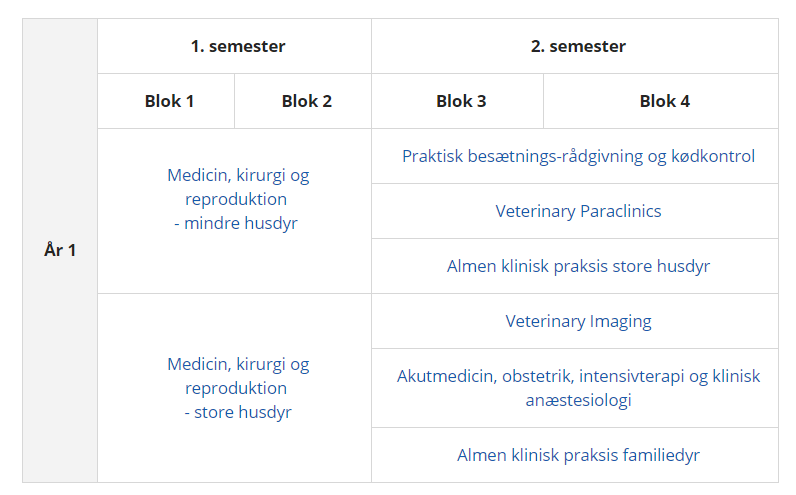 1. semester
2. semester
Blok 1
Blok 2
Blok 3
Blok 4
År 1
Medicin, kirurgi og
reproduktion
- mindre husdyr
Praktisk besætnings-rådgivning og kødkontrol
Veterinary Paraclinics
Almen klinisk praksis store husdyr
Medicin, kirurgi og
reproduktion
- store husdyr
Veterinary Imaging
Akutmedicin, obstetrik, intensivterapi og klinisk
anæstesiologi
Almen klinisk praksis familiedyr